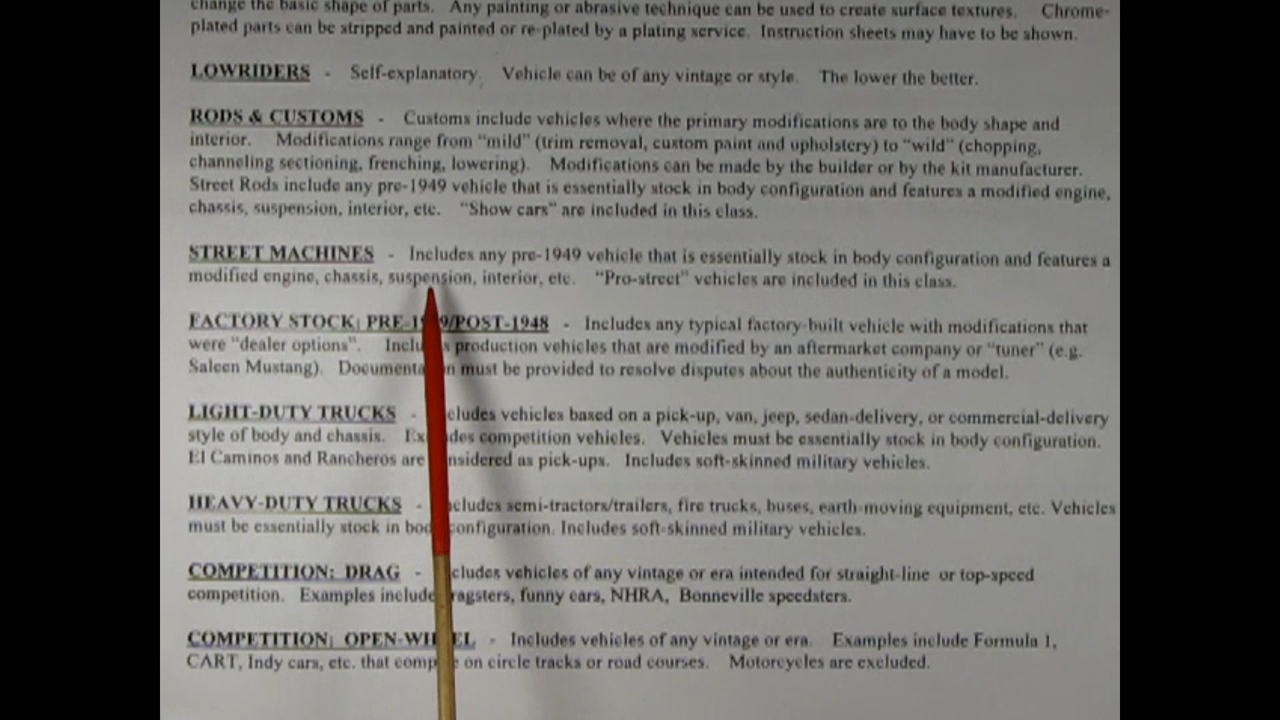 change the basic shape of parts. Any painting or abrasive technique can be used to create surface textures. Chrome-
plated parts can be stripped and painted or re-plated by a plating service. Instruction sheets may have to be shown.
LOWRIDERS - Self-explanatory. Vehicle can be of any vintage or style. The lower the better.
RODS & CUSTOMS - Customs include vehicles where the primary modifications are to the body shape and
interior. Modifications range from “mild” (trim removal, custom paint and upholstery) to “wild” (chopping,
channeling sectioning, frenching, lowering). Modifications can be made by the builder or by the kit manufacturer.
Street Rods include any pre-1949 vehicle that is essentially stock in body configuration and features a modified engine,
chassis, suspension, interior, etc. “Show cars” are included in this class.
STREET MACHINES - Includes any pre-1949 vehicle that is essentially stock in body configuration and features a
modified engine, chassis, suspension, interior, etc. “Pro-street” vehicles are included in this class.
FACTORY STOCK: PRE-1949/POST-1948 - Includes any typical factory-built vehicle with modifications that
were “dealer options”. Includes production vehicles that are modified by an aftermarket company or “tuner” (e.g.
Saleen Mustang). Documentation must be provided to resolve disputes about the authenticity of a model.
LIGHT-DUTY TRUCKS - Includes vehicles based on a pick-up, van, jeep, sedan-delivery, or commercial-delivery
style of body and chassis. Excludes competition vehicles. Vehicles must be essentially stock in body configuration.
El Caminos and Rancheros are considered as pick-ups. Includes soft-skinned military vehicles.
HEAVY-DUTY TRUCKS - Includes semi-tractors/trailers, fire trucks, buses, earth-moving equipment, etc. Vehicles
must be essentially stock in body configuration. Includes soft-skinned military vehicles.
COMPETITION: DRAG - Includes vehicles of any vintage or era intended for straight-line or top-speed
competition. Examples include dragsters, funny cars, NHRA, Bonneville speedsters.
COMPETITION: OPEN-WHEEL - Includes vehicles of any vintage or era. Examples include Formula 1,
CART, Indy cars, etc. that compete on circle tracks or road courses. Motorcycles are excluded.